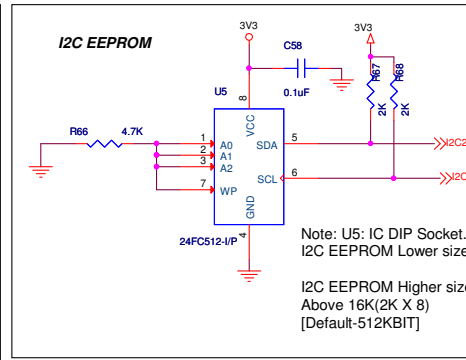 I2C EEPROM
3V3
3V3
C58
0.1uF
R67
2K
R68
2K
U5
8
VCC
R66
4.7K
1
A0
2
A1
3
A2
7
WP
SDA
5
SCL
6
I2C2
I2C
GND
4
24FC512-I/P
Note: U5: IC DIP Socket.
I2C EEPROM Lower size
I2C EEPROM Higher size
Above 16K(2K X 8)
[Default-512KBIT]